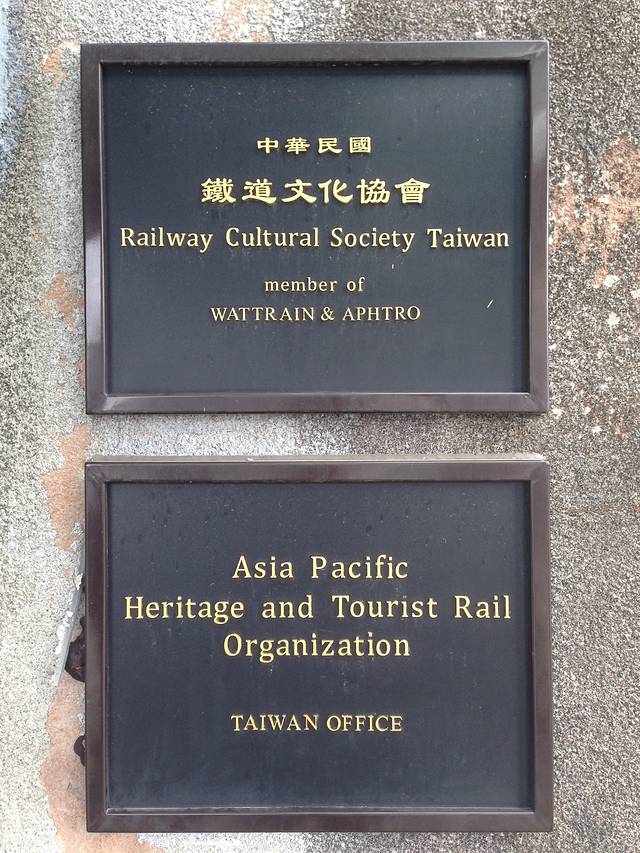 中華民國
鐵道文化協會
Railway Cultural Society Taiwan
member of
WATTRAIN & APHTRO
Asia Pacific
Heritage and Tourist Rail
Organization
TAIWAN OFFICE